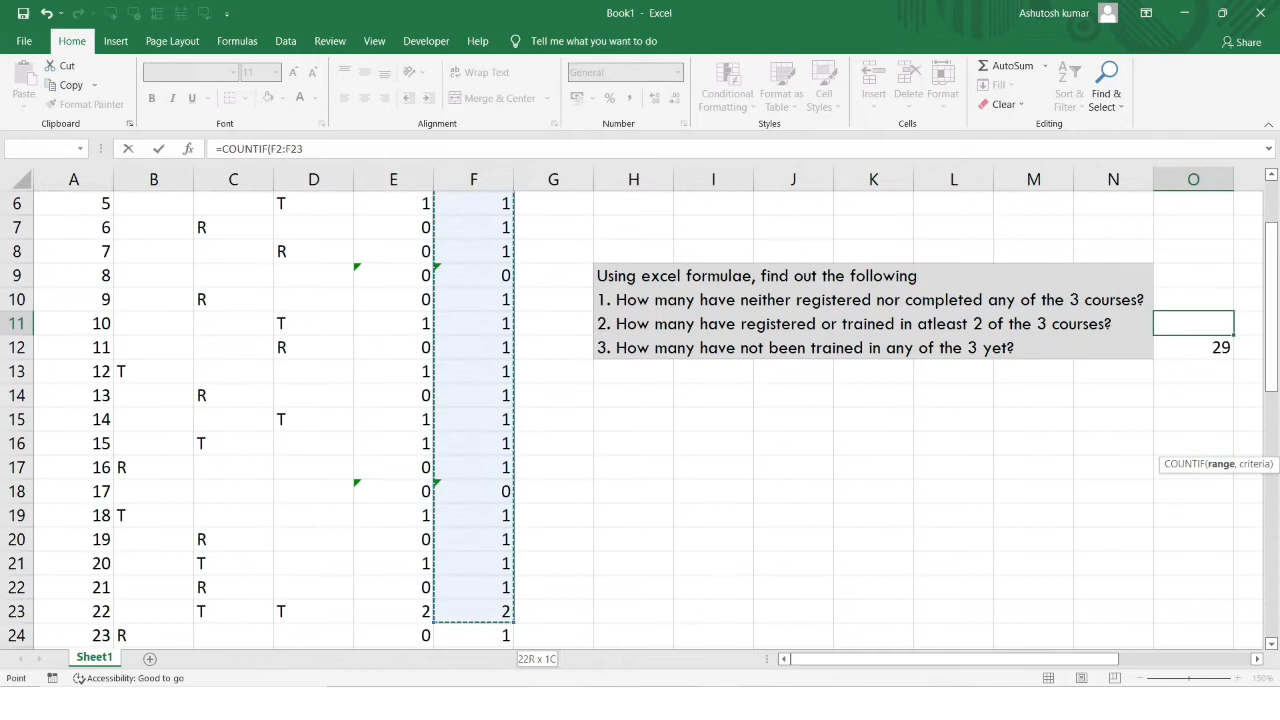 Book1 - Excel
Ashutosh kumar
File Home Insert Page Layout Formulas Data Review View Developer Help Tell me what you want to do Share
Paste
Cut
Copy
Format Painter
Clipboard
11
B I U
Font
Wrap Text
Merge & Center
Alignment
General
Number
Conditional Formatting
Format as Table
Cell Styles
Styles
Insert Delete Format
Cells
AutoSum
Fill
Clear
Sort & Filter
Find & Select
Editing
fx =COUNTIF(F2:F23
A B C D E F G H I J K L M N O
6 5 T 1 1
7 6 R 0 1
8 7 R 0 1
9 8 0 0 Using excel formulae, find out the following
10 9 R 0 1 1. How many have neither registered nor completed any of the 3 courses?
11 10 T 1 1 2. How many have registered or trained in atleast 2 of the 3 courses?
12 11 R 0 1 3. How many have not been trained in any of the 3 yet? 29
13 12 T 1 1
14 13 R 0 1
15 14 T 1 1
16 15 T 1 1
17 16 R 0 1
COUNTIF(range, criteria)
18 17 0 0
19 18 T 1 1
20 19 R 0 1
21 20 T 1 1
22 21 R 0 1
23 22 T T 2 2
24 23 R 0 1
Sheet1
22R x 1C
Point Accessibility: Good to go 150%